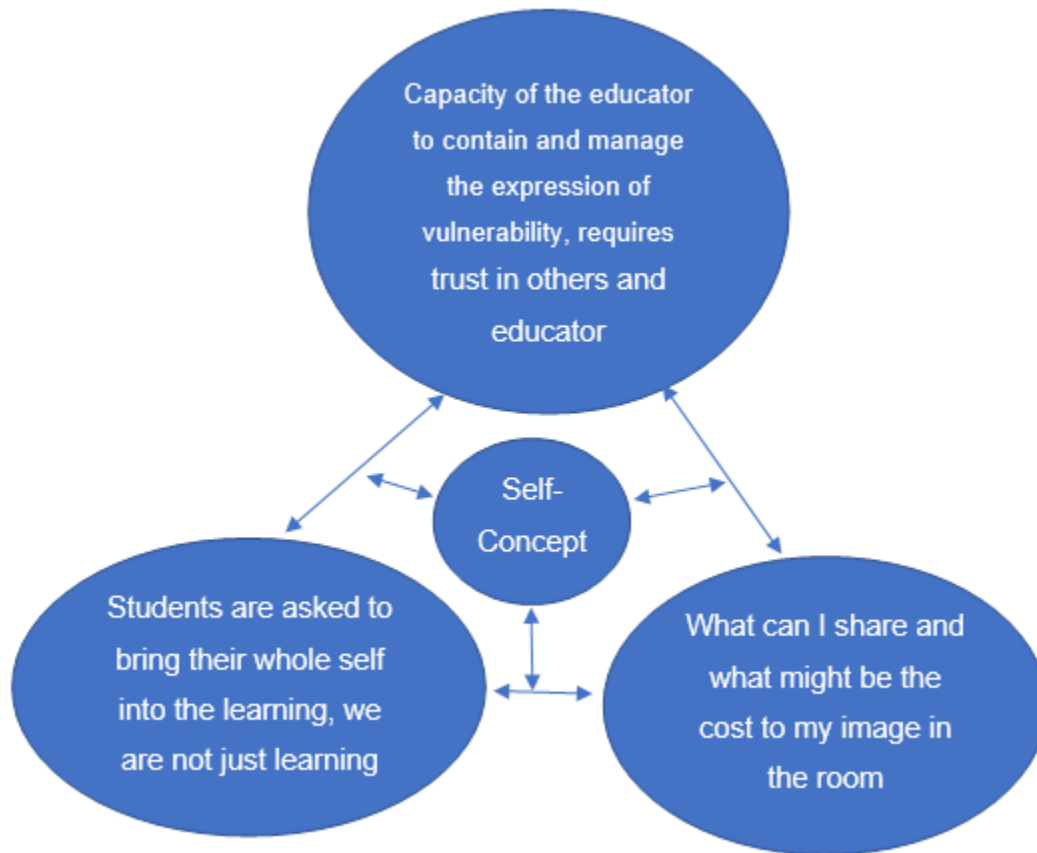 Capacity of the educator
to contain and manage
the expression of
vulnerability, requires
trust in others and
educator
Self-
Concept
Students are asked to
bring their whole self
into the learning, we
are not just learning
What can I share and
what might be the
cost to my image in
the room